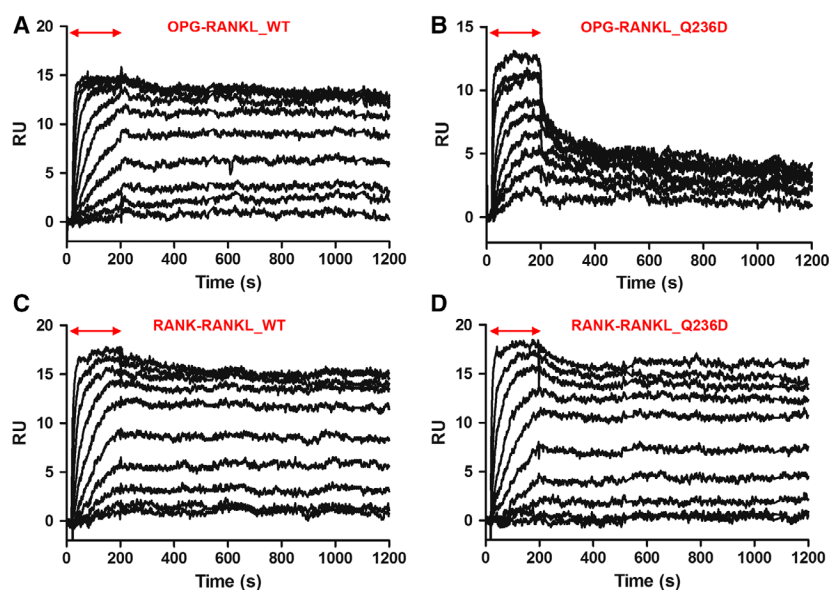 A
OPG-RANKL_WT
20
15
10
5
0
RU
0 200 400 600 800 1000 1200
Time (s)
B
OPG-RANKL_Q236D
15
10
5
0
RU
0 200 400 600 800 1000 1200
Time (s)
C
RANK-RANKL_WT
20
15
10
5
0
RU
0 200 400 600 800 1000 1200
Time (s)
D
RANK-RANKL_Q236D
20
15
10
5
0
RU
0 200 400 600 800 1000 1200
Time (s)